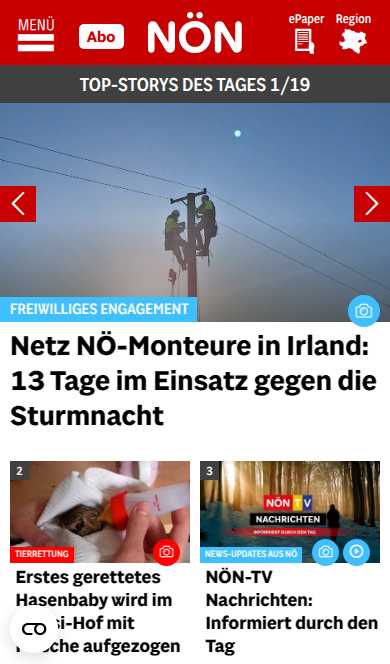 MENÜ
Abo
NÖN
ePaper
Region
TOP-STORYS DES TAGES 1/19
FREIWILLIGES ENGAGEMENT
Netz NÖ-Monteure in Irland:
13 Tage im Einsatz gegen die
Sturmnacht
2
TIERRETTUNG
Erstes gerettetes
Hasenbaby wird im
si-Hof mit
che aufgezogen
3
NÖN TV
NACHRICHTEN
INFORMIERT DURCH DEN TAG
NEWS-UPDATES AUS NÖ
NÖN-TV
Nachrichten:
Informiert durch den
Tag